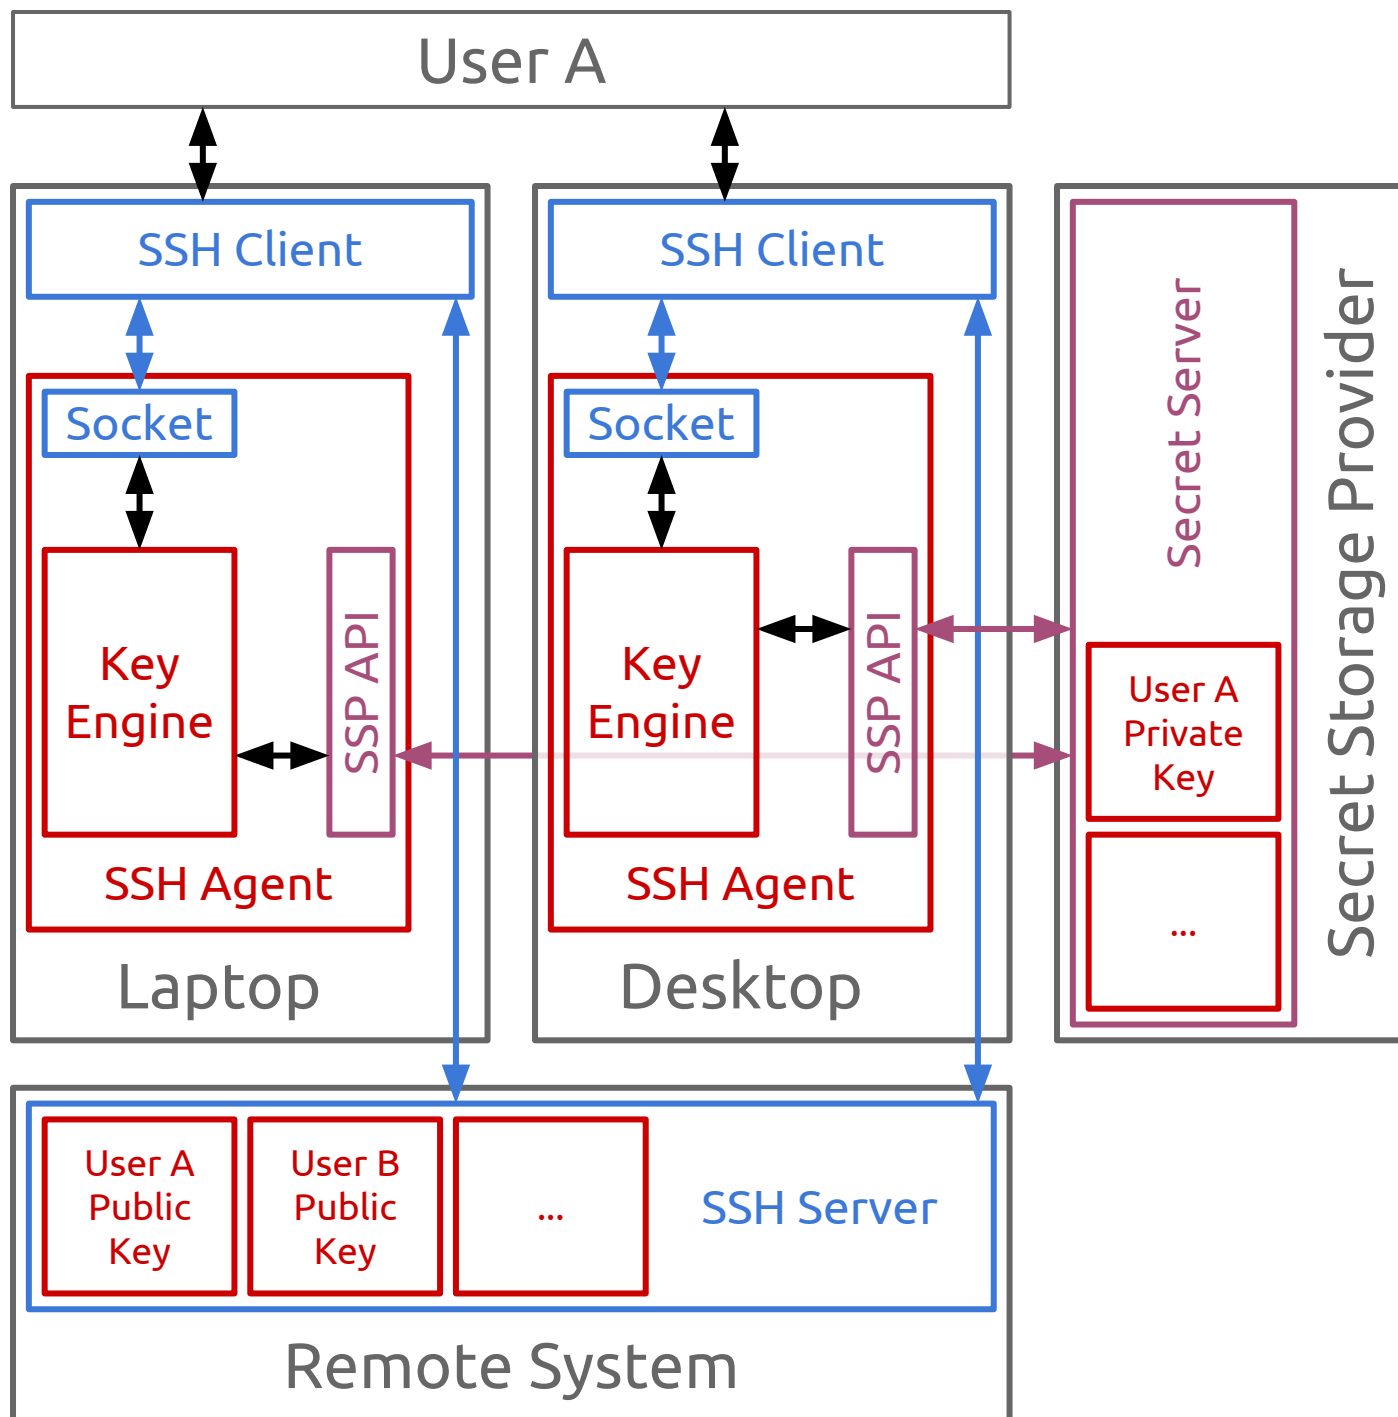 User A
SSH Client
Socket
Key
Engine
SSP API
SSH Agent
Laptop
SSH Client
Socket
Key
Engine
SSP API
SSH Agent
Desktop
Secret Server
User A
Private
Key
...
Secret Storage Provider
User A
Public
Key
User B
Public
Key
...
SSH Server
Remote System